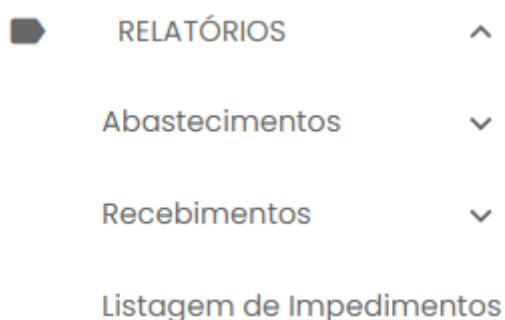 RELATÓRIOS
Abastecimentos
Recebimentos
Listagem de Impedimentos